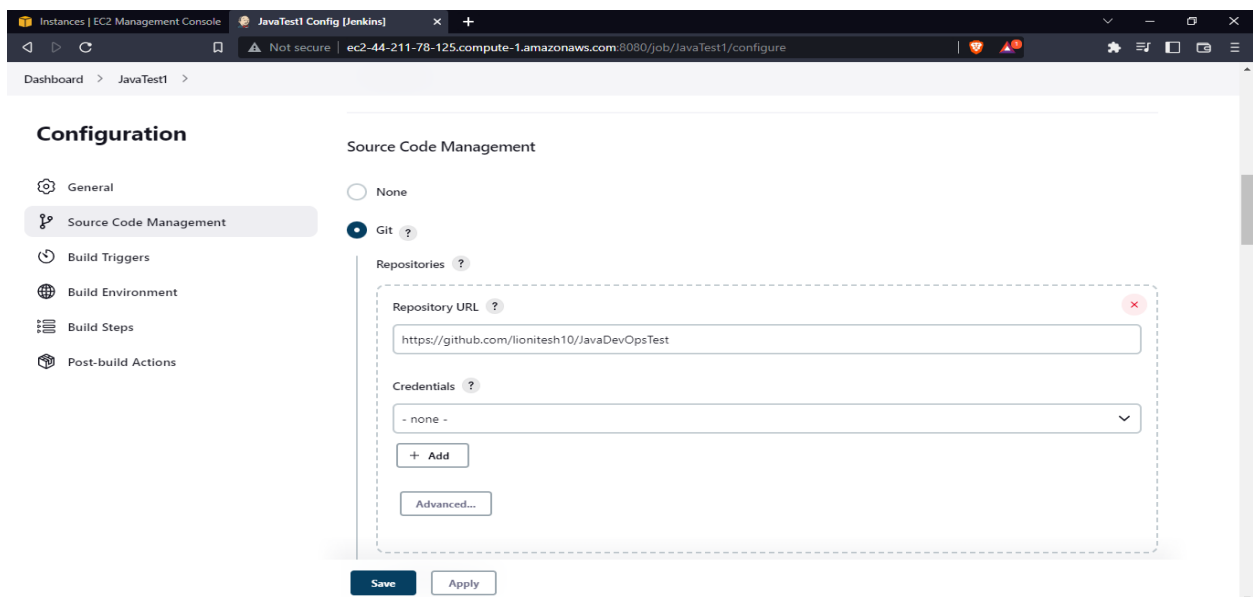 Instances | EC2 Management Console
JavaTest1 Config [Jenkins]
Not secure | ec2-44-211-78-125.compute-1.amazonaws.com:8080/job/JavaTest1/configure
Dashboard > JavaTest1 >
Configuration
General
Source Code Management
Build Triggers
Build Environment
Build Steps
Post-build Actions
Source Code Management
None
Git ?
Repositories ?
Repository URL ?
https://github.com/lionitesh10/JavaDevOpsTest
Credentials ?
- none -
+ Add
Advanced...
Save
Apply